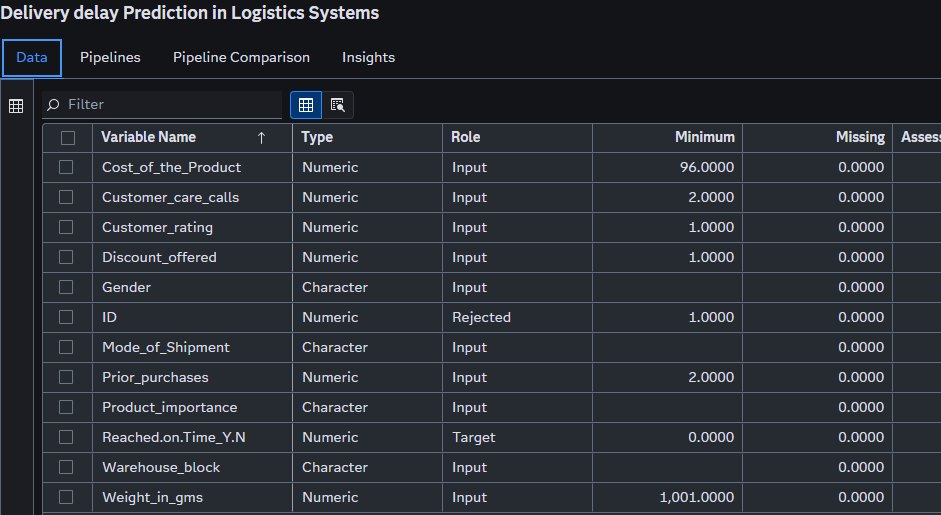 Delivery delay Prediction in Logistics Systems
Data Pipelines Pipeline Comparison Insights
Filter
Variable Name ↑ Type Role Minimum Missing Assess
Cost_of_the_Product Numeric Input 96.0000 0.0000
Customer_care_calls Numeric Input 2.0000 0.0000
Customer_rating Numeric Input 1.0000 0.0000
Discount_offered Numeric Input 1.0000 0.0000
Gender Character Input 0.0000
ID Numeric Rejected 1.0000 0.0000
Mode_of_Shipment Character Input 0.0000
Prior_purchases Numeric Input 2.0000 0.0000
Product_importance Character Input 0.0000
Reached.on.Time_Y.N Numeric Target 0.0000 0.0000
Warehouse_block Character Input 0.0000
Weight_in_gms Numeric Input 1,001.0000 0.0000